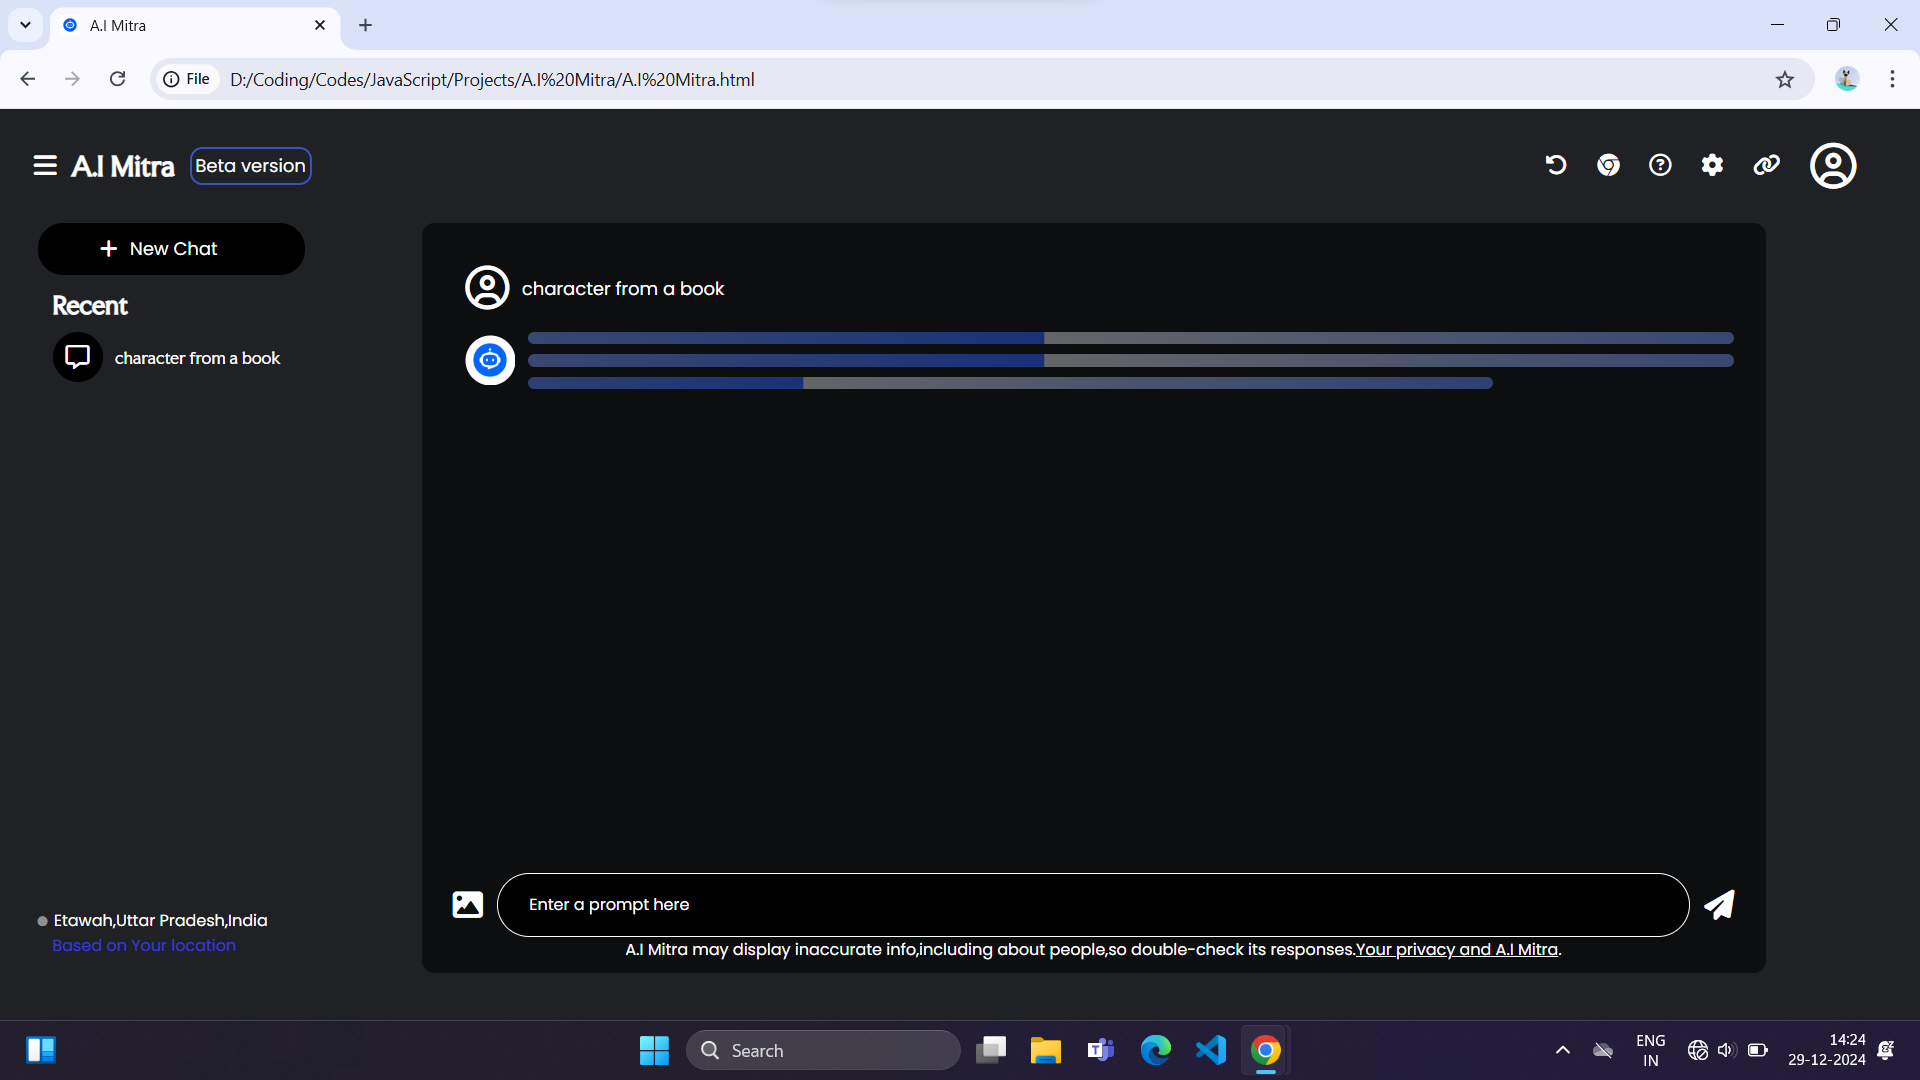 A.I Mitra
File
D:/Coding/Codes/JavaScript/Projects/A.I%20Mitra/A.I%20Mitra.html
A.I Mitra
Beta version
New Chat
Recent
character from a book
character from a book
Enter a prompt here
A.I Mitra may display inaccurate info,including about people,so double-check its responses.Your privacy and A.I Mitra.
Etawah,Uttar Pradesh,India
Based on Your location
Search
ENG
IN
14:24
29-12-2024